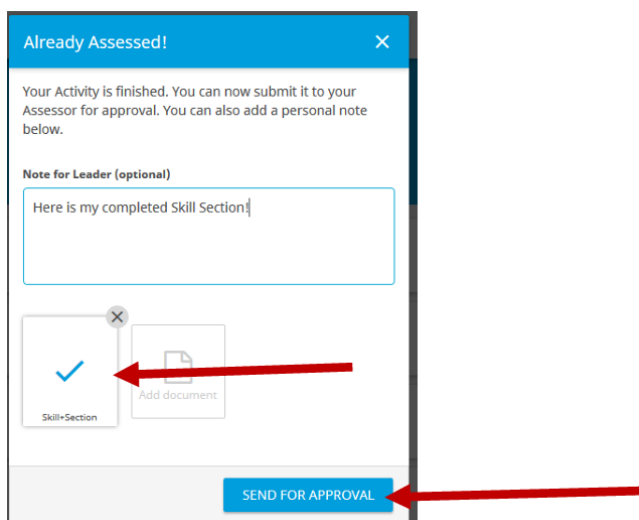 Already Assessed!
Your Activity is finished. You can now submit it to your
Assessor for approval. You can also add a personal note
below.
Note for Leader (optional)
Here is my completed Skill Section!
Add document
Skill+Section
SEND FOR APPROVAL